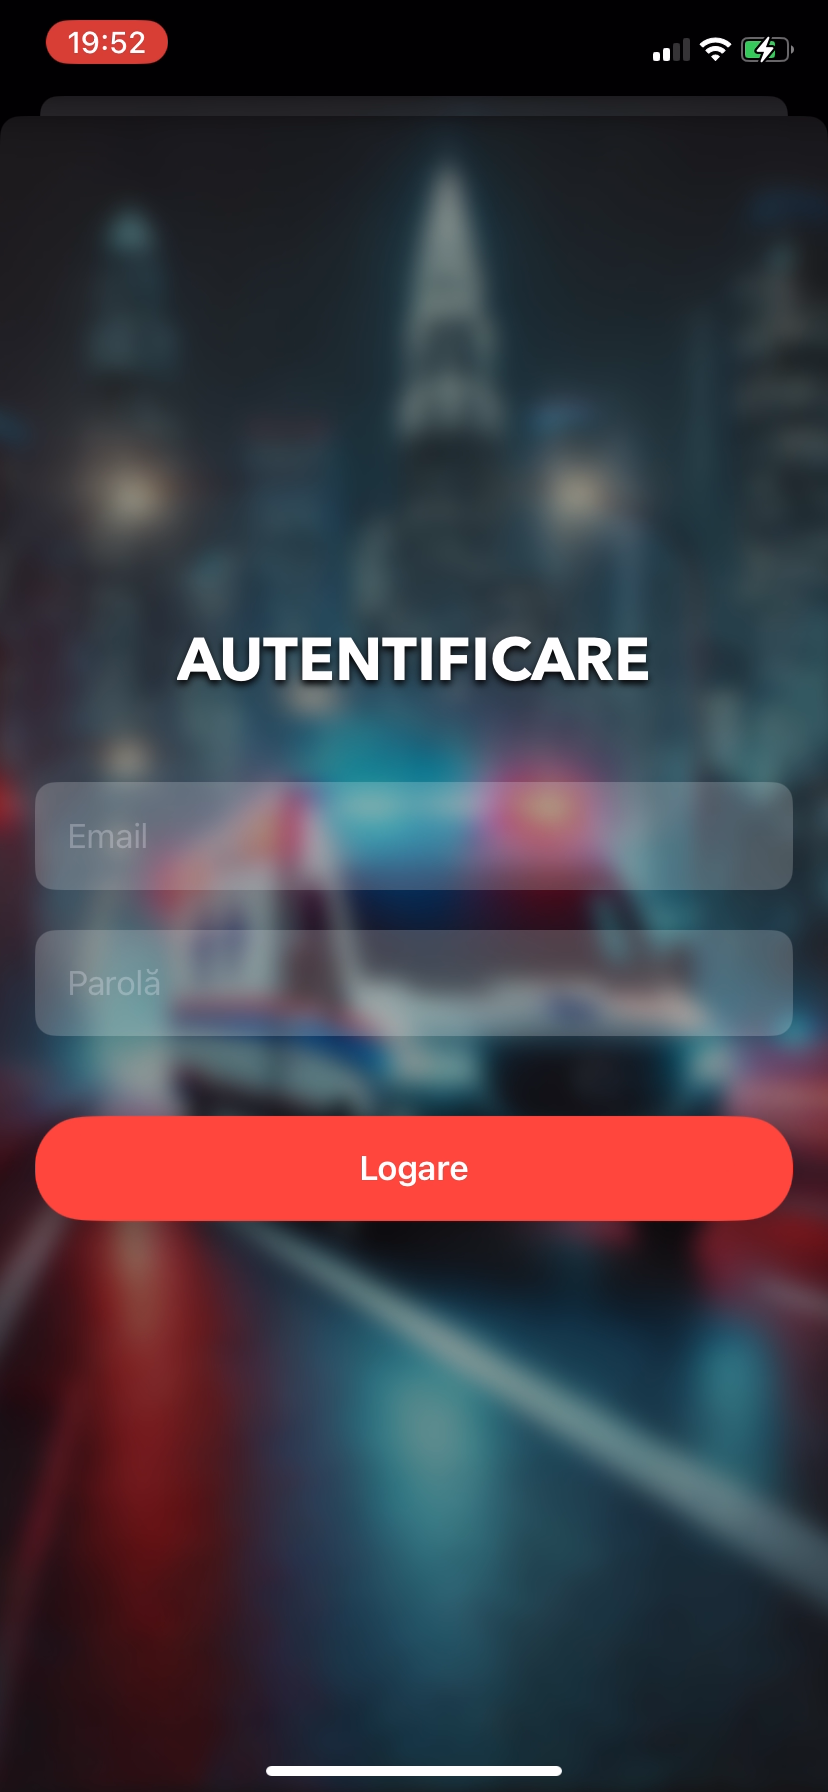 19:52
AUTENTIFICARE
Email
Parolă
Logare